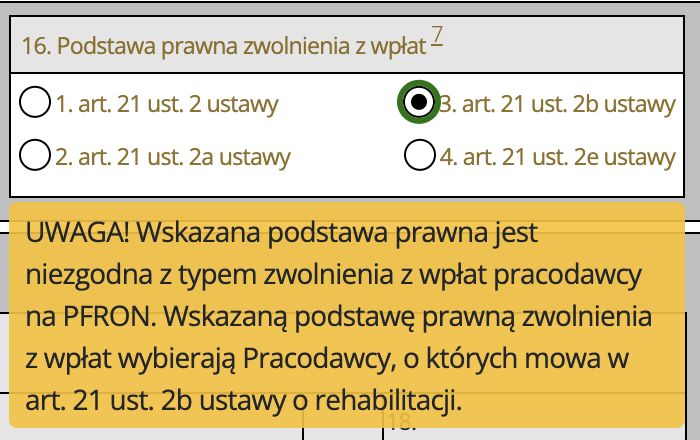 16. Podstawa prawna zwolnienia z wpłat 7
1. art. 21 ust. 2 ustawy
3. art. 21 ust. 2b ustawy
2. art. 21 ust. 2a ustawy
4. art. 21 ust. 2e ustawy
UWAGA! Wskazana podstawa prawna jest
niezgodna z typem zwolnienia z wpłat pracodawcy
na PFRON. Wskazaną podstawę prawną zwolnienia
z wpłat wybierają Pracodawcy, o których mowa w
art. 21 ust. 2b ustawy o rehabilitacji.
18.